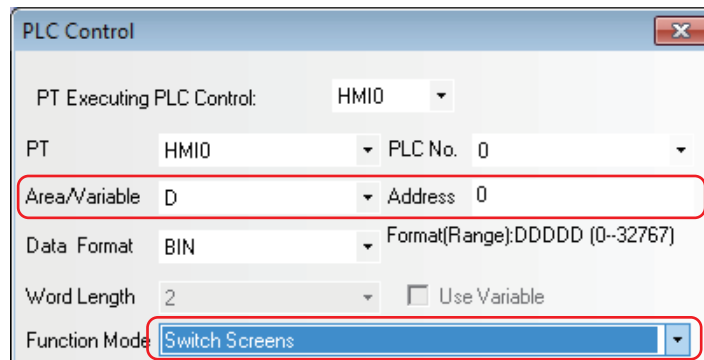 PLC Control
PT Executing PLC Control: HMI0
PT HMI0 PLC No. 0
Area/Variable D Address 0
Data Format BIN Format(Range):DDDDD (0--32767)
Word Length 2 Use Variable
Function Mode Switch Screens